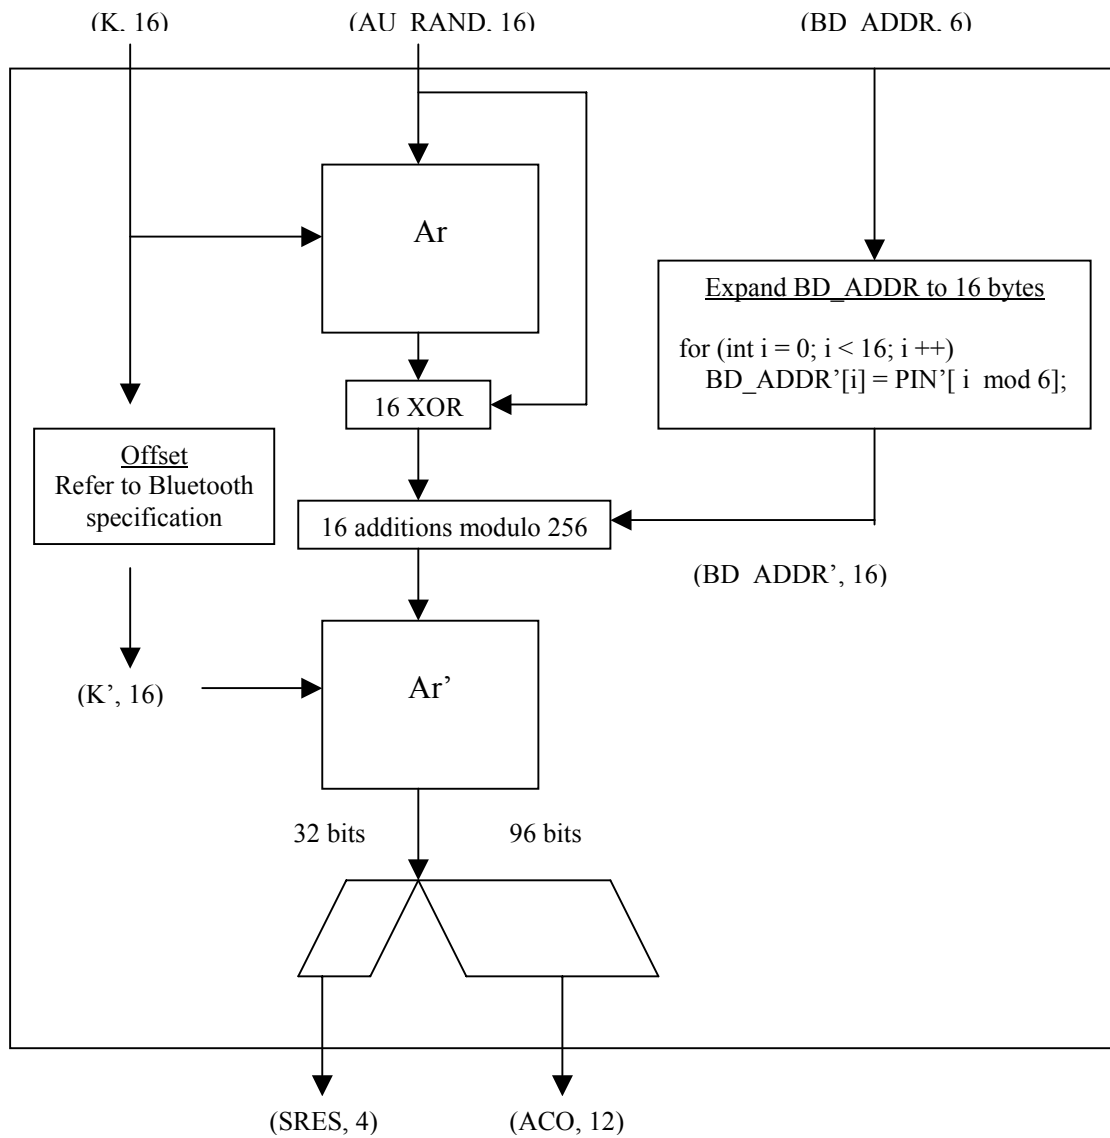 (K, 16)
(AU_RAND, 16)
(BD_ADDR, 6)
Ar
Expand BD_ADDR to 16 bytes
for (int i = 0; i < 16; i ++)
BD_ADDR’[i] = PIN’[ i mod 6];
16 XOR
Offset
Refer to Bluetooth
specification
16 additions modulo 256
(BD_ADDR’, 16)
Ar’
(K’, 16)
32 bits
96 bits
(SRES, 4)
(ACO, 12)